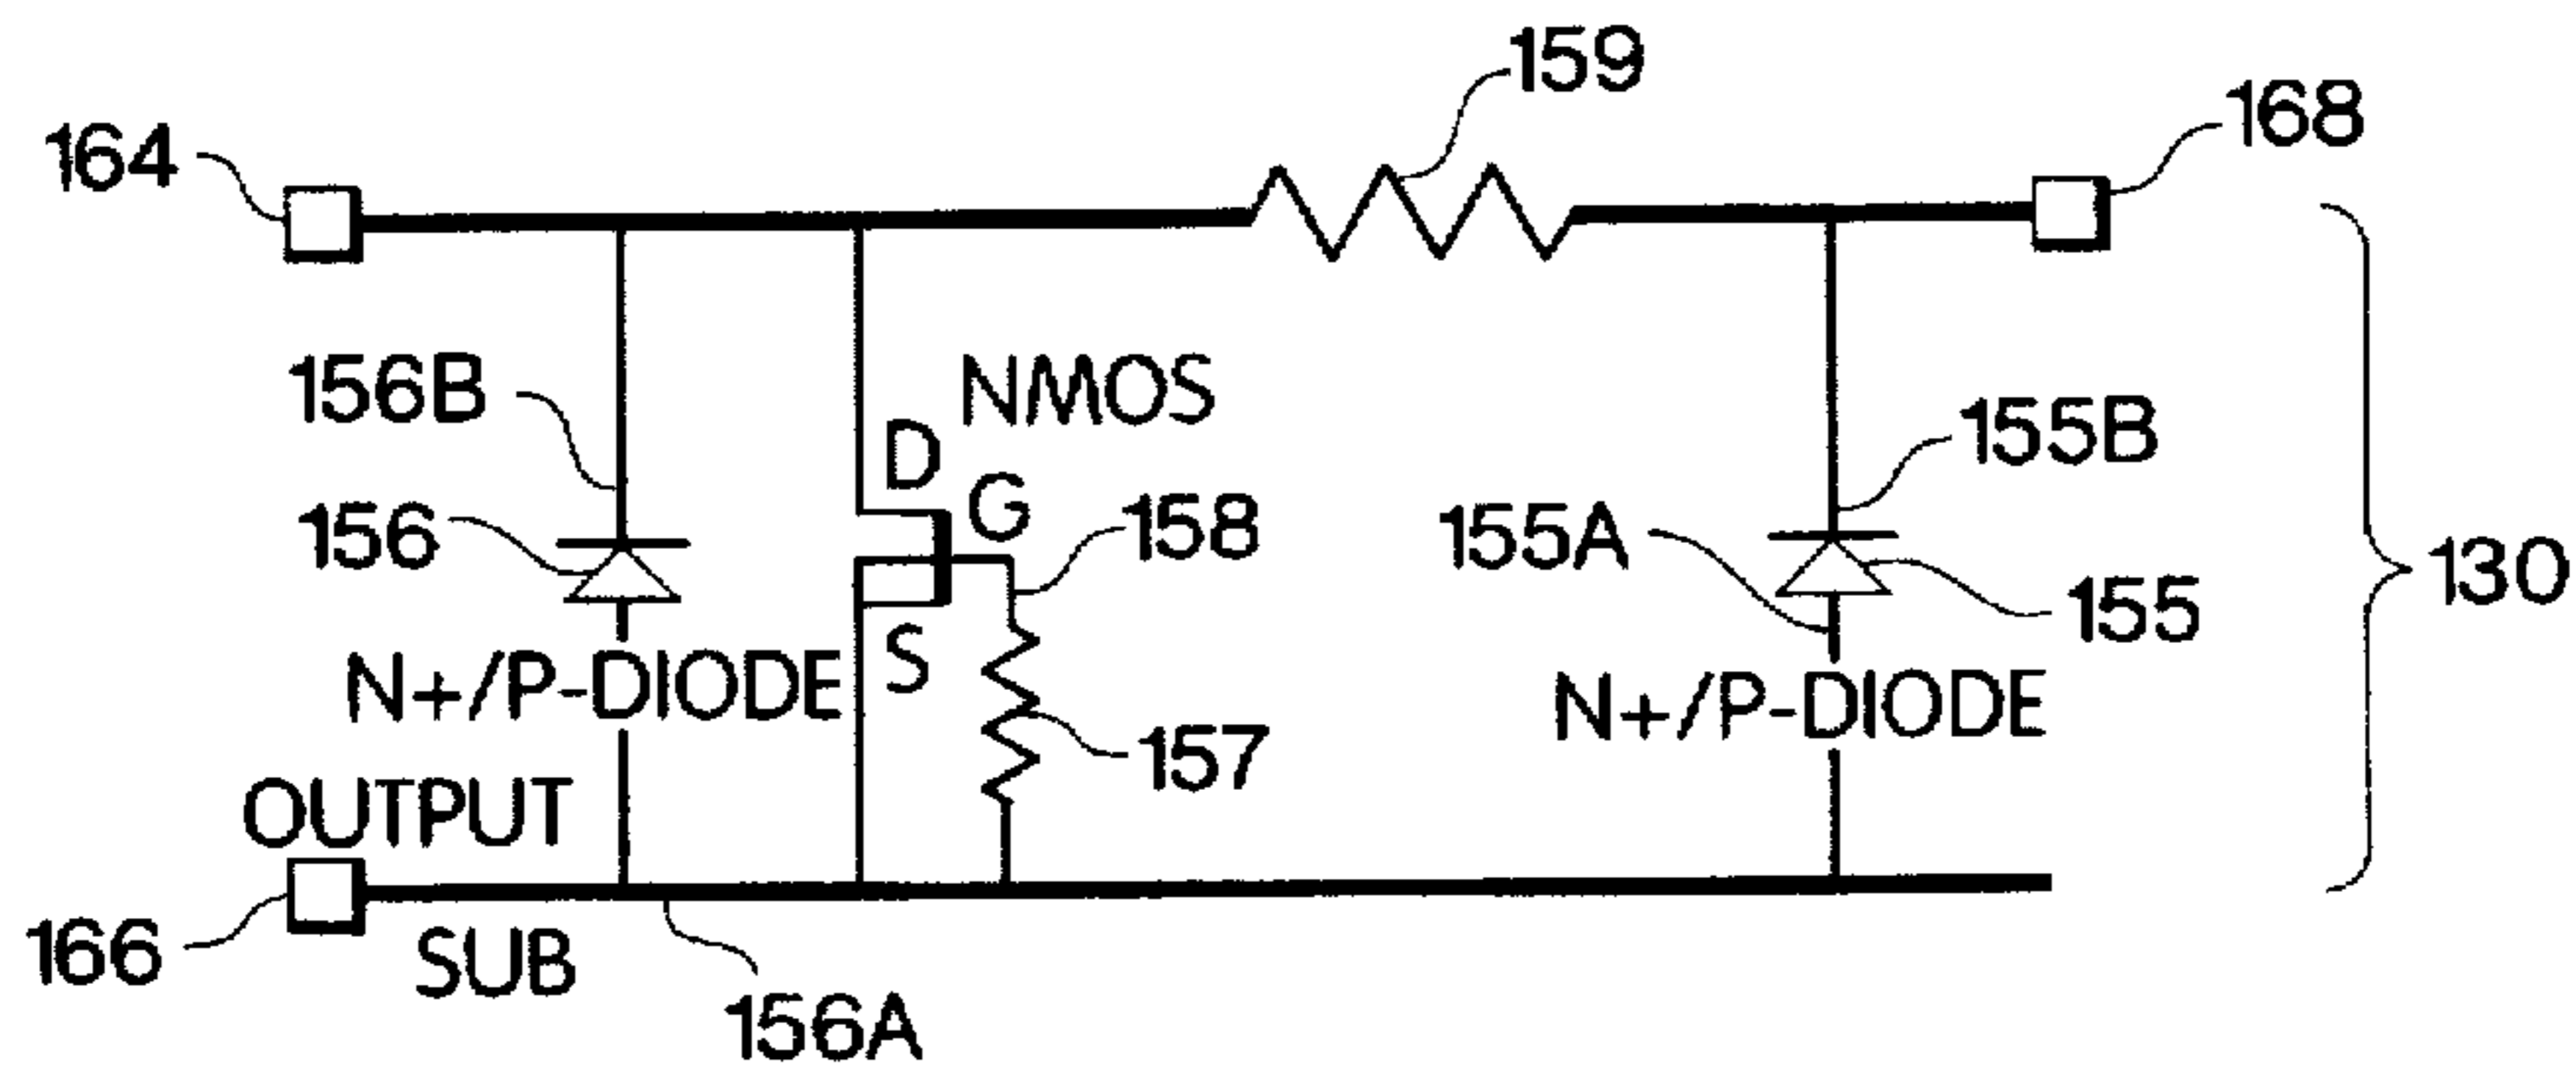 159
168
164
156B
NMOS
D
G
158
155B
156
155A
155
130
S
N+/P-DIODE
N+/P-DIODE
157
OUTPUT
166
SUB
156A